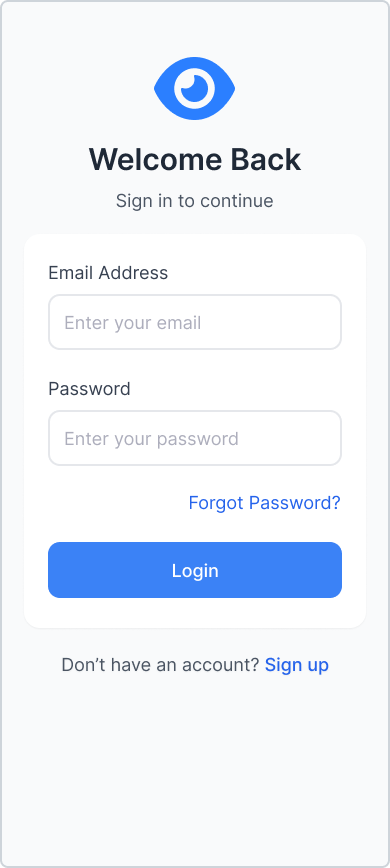 Welcome Back
Sign in to continue
Email Address
Enter your email
Password
Enter your password
Forgot Password?
Login
Don’t have an account? Sign up